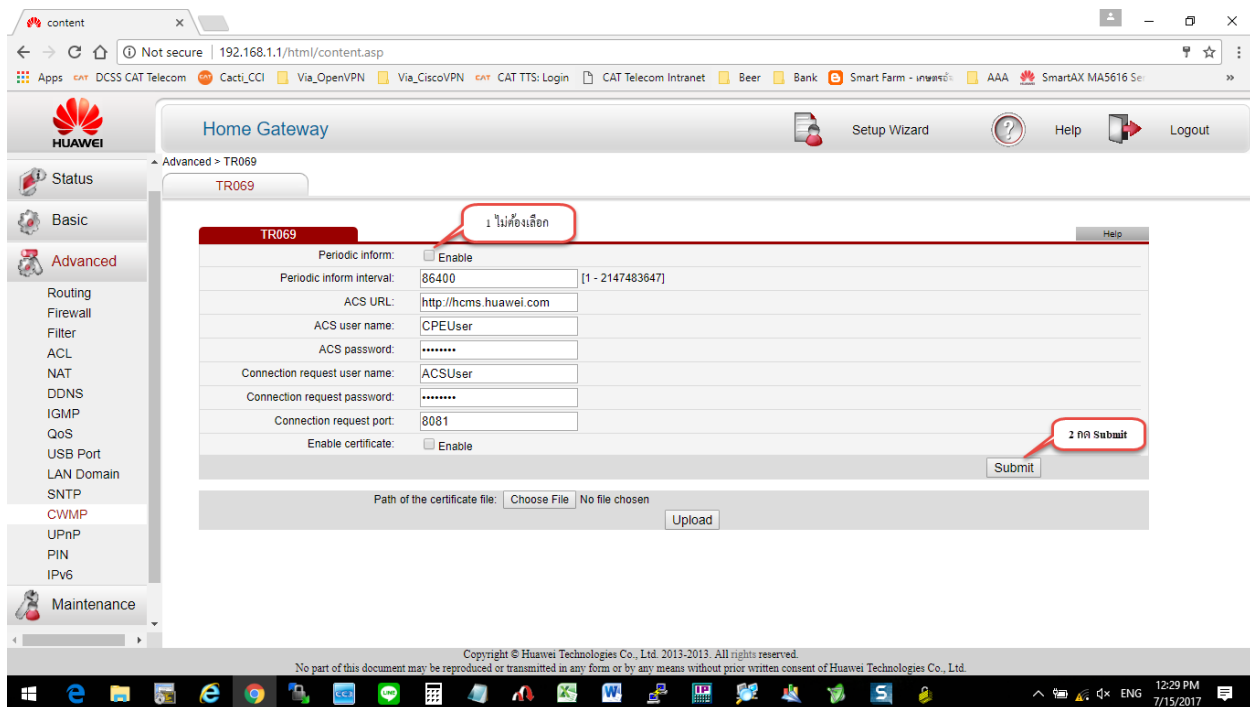 content
Not secure | 192.168.1.1/html/content.asp
Apps CAT DCSS CAT Telecom Cacti_CCI Via_OpenVPN Via_CiscoVPN CAT CAT TTS: Login CAT Telecom Intranet Beer Bank Smart Farm - AAA SmartAX MA5616 Se »
HUAWEI
Home Gateway
Setup Wizard
Help
Logout
Advanced > TR069
TR069
Status
Basic
Advanced
Routing
Firewall
Filter
ACL
NAT
DDNS
IGMP
QoS
USB Port
LAN Domain
SNTP
CWMP
UPnP
PIN
IPv6
Maintenance
1 ไม่ต้องเลือก
TR069
Help
Periodic inform: Enable
Periodic inform interval: 86400 [1 - 2147483647]
ACS URL: http://hcms.huawei.com
ACS user name: CPEUser
ACS password: ••••••••
Connection request user name: ACSUser
Connection request password: ••••••••
Connection request port: 8081
Enable certificate: Enable
2 กด Submit
Submit
Path of the certificate file: Choose File No file chosen
Upload
Copyright © Huawei Technologies Co., Ltd. 2013-2013. All rights reserved.
No part of this document may be reproduced or transmitted in any form or by any means without prior written consent of Huawei Technologies Co., Ltd.
ENG
12:29 PM
7/15/2017